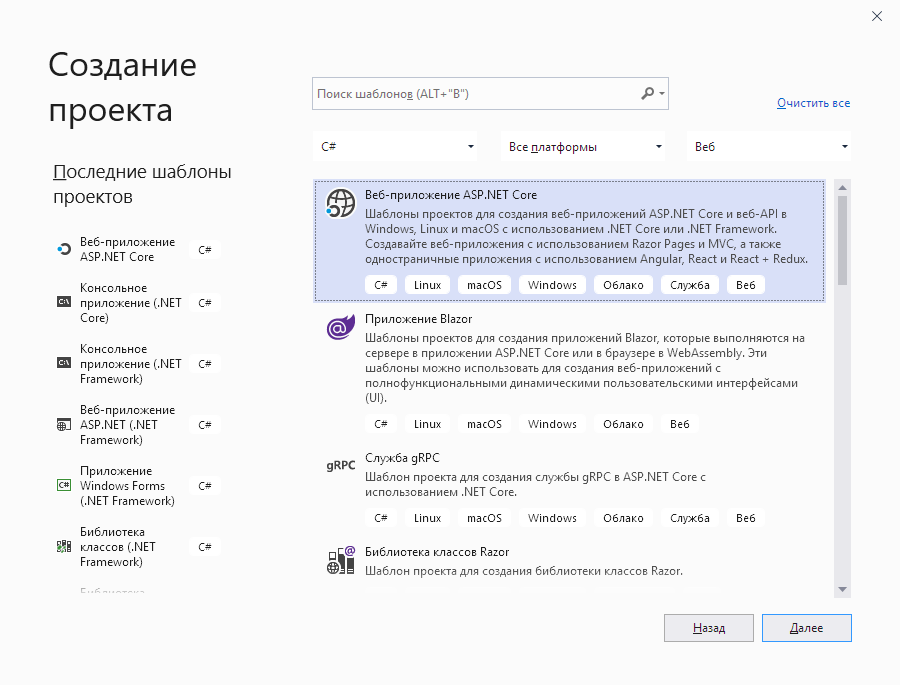 Создание
проекта
Последние шаблоны
проектов
Веб-приложение
ASP.NET Core
C#
Консольное
приложение (.NET
Core)
C#
Консольное
приложение (.NET
Framework)
C#
Веб-приложение
ASP.NET (.NET
Framework)
C#
Приложение
Windows Forms
(.NET Framework)
C#
Библиотека
классов (.NET
Framework)
C#
Библиотека
Поиск шаблонов (ALT+"В")
Очистить все
C#
Все платформы
Веб
Веб-приложение ASP.NET Core
Шаблоны проектов для создания веб-приложений ASP.NET Core и веб-API в
Windows, Linux и macOS с использованием .NET Core или .NET Framework.
Создавайте веб-приложения с использованием Razor Pages и MVC, а также
одностраничные приложения с использованием Angular, React и React + Redux.
C# Linux macOS Windows Облако Служба Веб
Приложение Blazor
Шаблоны проектов для создания приложений Blazor, которые выполняются на
сервере в приложении ASP.NET Core или в браузере в WebAssembly. Эти
шаблоны можно использовать для создания веб-приложений с
полнофункциональными динамическими пользовательскими интерфейсами
(UI).
C# Linux macOS Windows Облако Веб
gRPC
Служба gRPC
Шаблон проекта для создания службы gRPC в ASP.NET Core с
использованием .NET Core.
C# Linux macOS Windows Облако Служба Веб
Библиотека классов Razor
Шаблон проекта для создания библиотеки классов Razor.
Назад
Далее